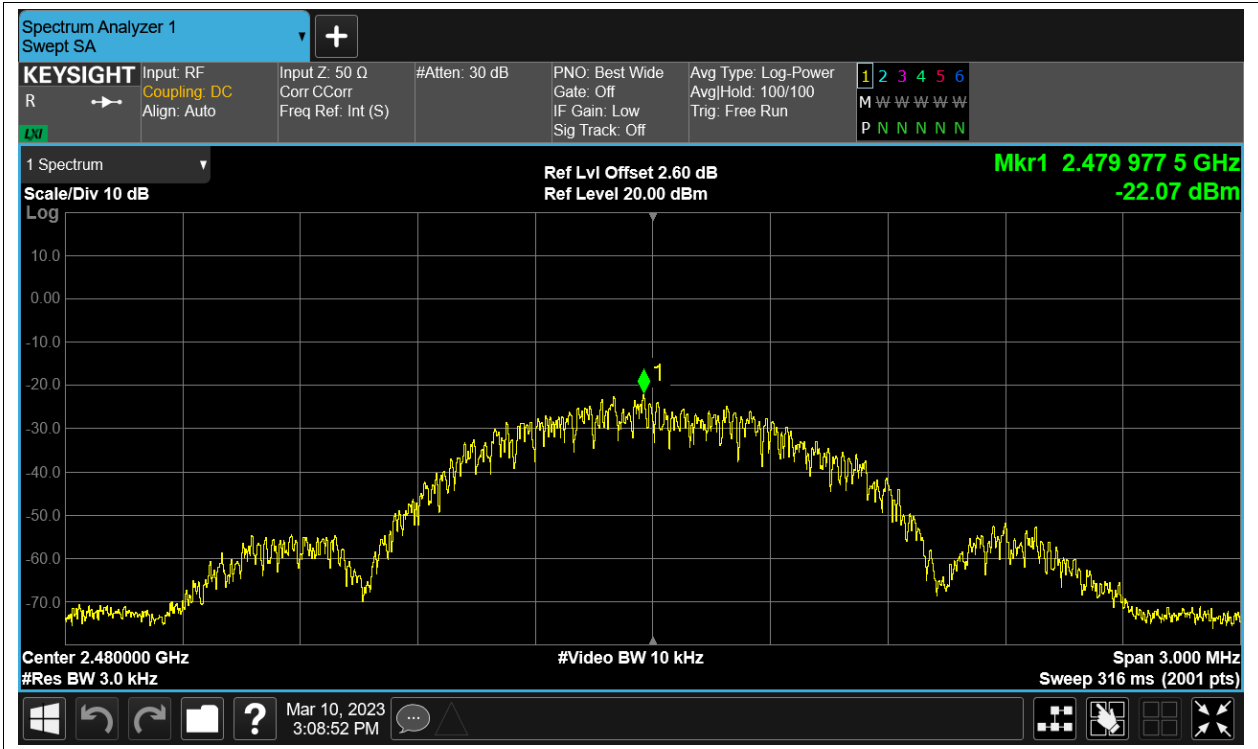 Spectrum Analyzer 1
Swept SA
KEYSIGHT
R
LXI
Input: RF
Coupling: DC
Align: Auto
Input Z: 50 Ω
Corr CCorr
Freq Ref: Int (S)
#Atten: 30 dB
PNO: Best Wide
Gate: Off
IF Gain: Low
Sig Track: Off
Avg Type: Log-Power
Avg|Hold: 100/100
Trig: Free Run
1 2 3 4 5 6
M W W W W W
P N N N N N
1 Spectrum
Scale/Div 10 dB
Ref Lvl Offset 2.60 dB
Ref Level 20.00 dBm
Mkr1 2.479 977 5 GHz
-22.07 dBm
Log
10.0
0.00
-10.0
-20.0
-30.0
-40.0
-50.0
-60.0
-70.0
1
Center 2.480000 GHz
#Res BW 3.0 kHz
#Video BW 10 kHz
Span 3.000 MHz
Sweep 316 ms (2001 pts)
?
Mar 10, 2023
3:08:52 PM